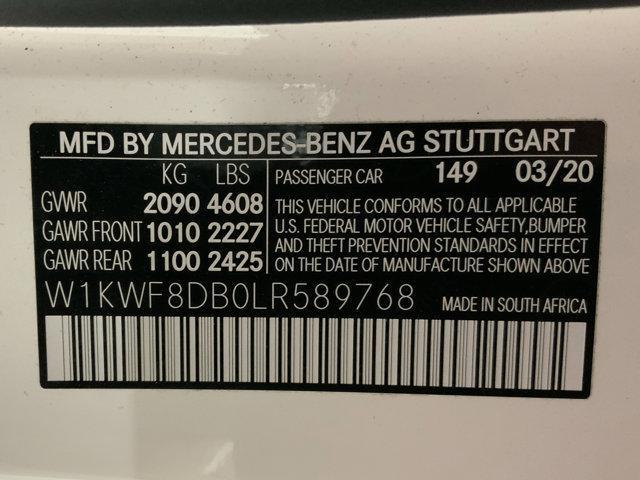 MFD BY MERCEDES-BENZ AG STUTTGART
KG LBS
PASSENGER CAR 149 03/20
GVWR 2090 4608
GAWR FRONT 1010 2227
GAWR REAR 1100 2425
THIS VEHICLE CONFORMS TO ALL APPLICABLE
U.S. FEDERAL MOTOR VEHICLE SAFETY,BUMPER
AND THEFT PREVENTION STANDARDS IN EFFECT
ON THE DATE OF MANUFACTURE SHOWN ABOVE
W1KWF8DB0LR589768
MADE IN SOUTH AFRICA